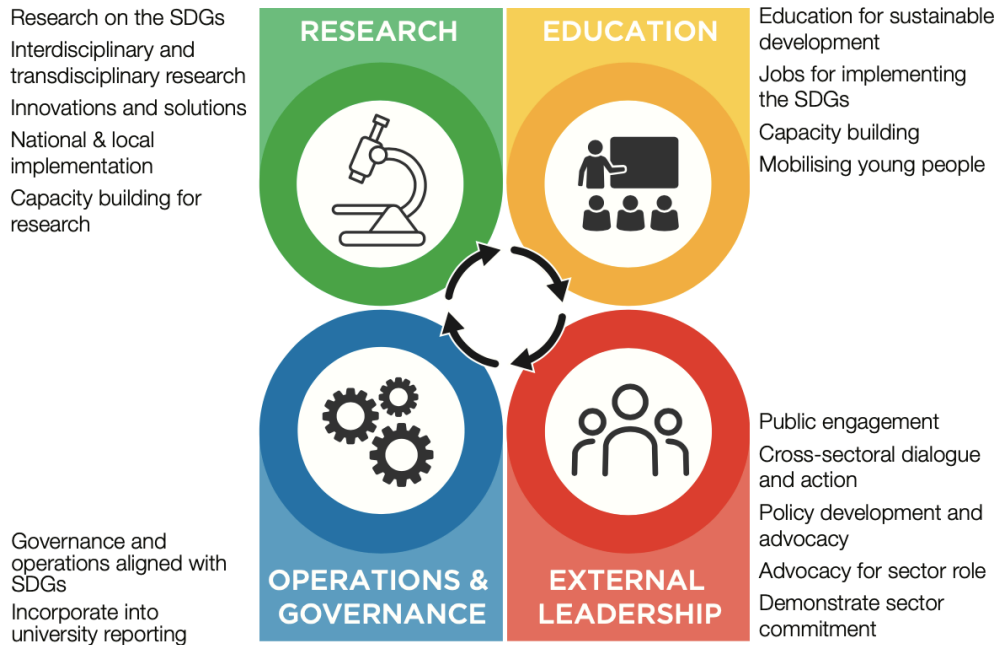 RESEARCH
Research on the SDGs
Interdisciplinary and
transdisciplinary research
Innovations and solutions
National & local
implementation
Capacity building for
research
EDUCATION
Education for sustainable
development
Jobs for implementing
the SDGs
Capacity building
Mobilising young people
OPERATIONS &
GOVERNANCE
Governance and
operations aligned with
SDGs
Incorporate into
university reporting
EXTERNAL
LEADERSHIP
Public engagement
Cross-sectoral dialogue
and action
Policy development and
advocacy
Advocacy for sector role
Demonstrate sector
commitment